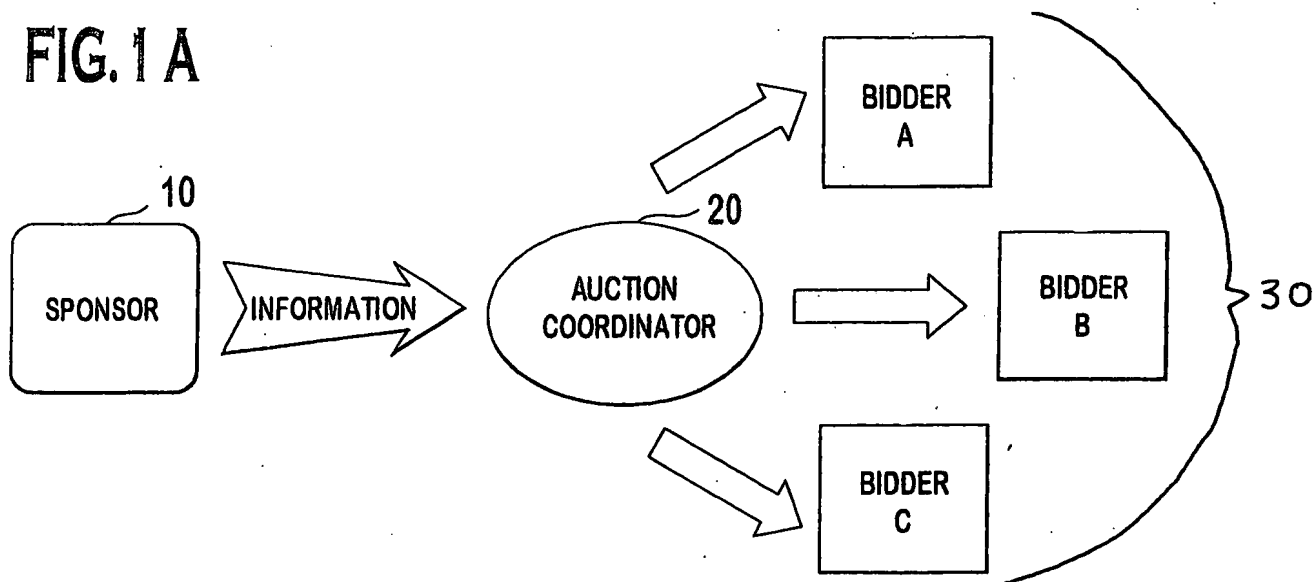 FIG. 1 A
10
SPONSOR
INFORMATION
20
AUCTION
COORDINATOR
BIDDER
A
BIDDER
B
BIDDER
C
30